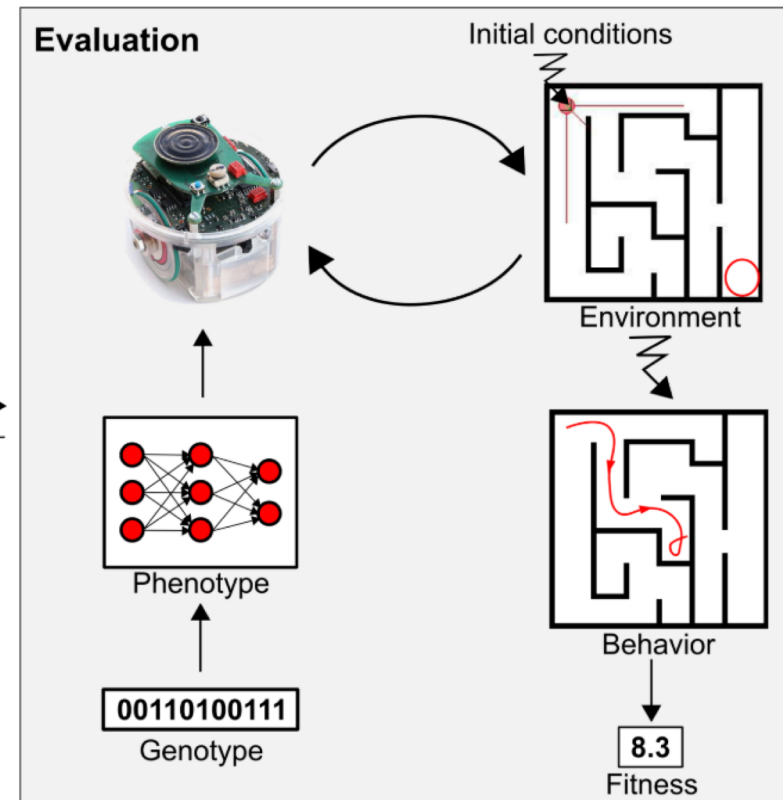 Evaluation
Initial conditions
Environment
Phenotype
Behavior
00110100111
Genotype
8.3
Fitness